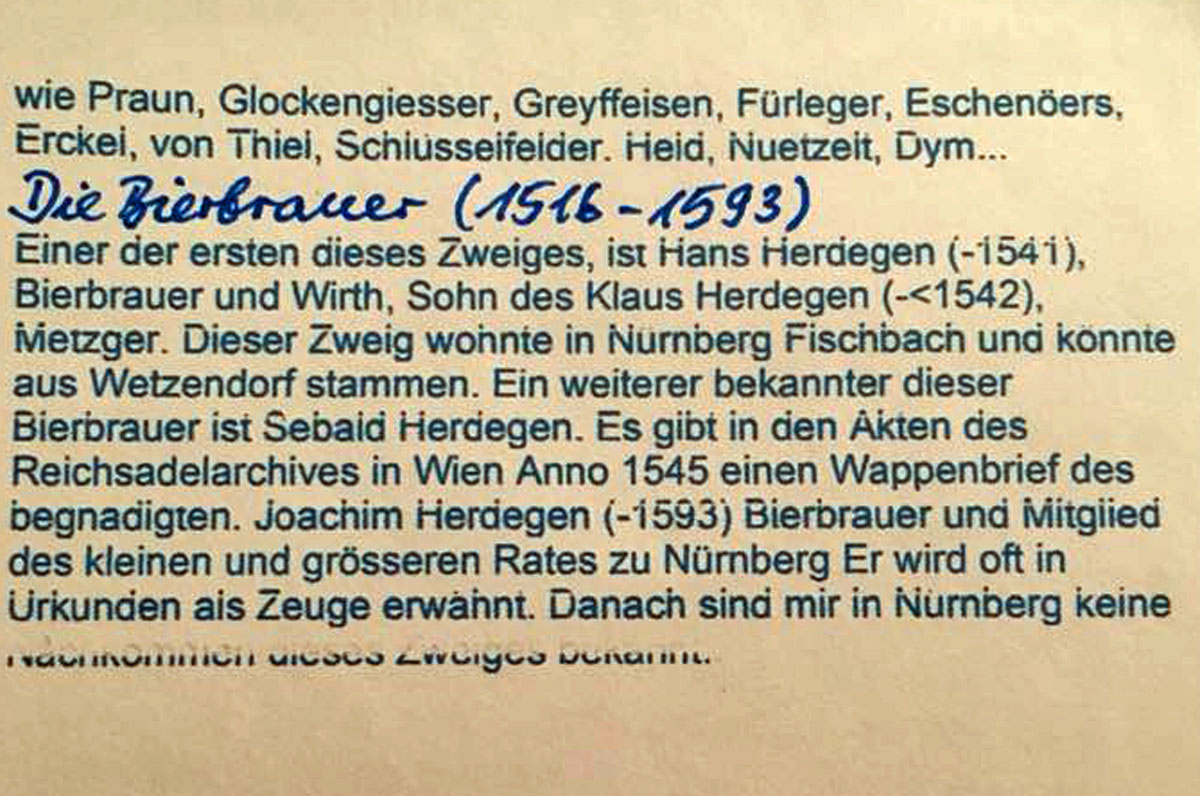 wie Praun, Glockengiesser, Greyffeisen, Fürleger, Eschenöers,
Erckel, von Thiel, Schlüsselfelder. Heid, Nuetzelt, Dym...
Die Bierbrauer (1516-1593)
Einer der ersten dieses Zweiges, ist Hans Herdegen (-1541),
Bierbrauer und Wirth, Sohn des Klaus Herdegen (-<1542),
Metzger. Dieser Zweig wohnte in Nürnberg Fischbach und könnte
aus Wetzendorf stammen. Ein weiterer bekannter dieser
Bierbrauer ist Sebald Herdegen. Es gibt in den Akten des
Reichsadelarchives in Wien Anno 1545 einen Wappenbrief des
begnadigten. Joachim Herdegen (-1593) Bierbrauer und Mitglied
des kleinen und grösseren Rates zu Nürnberg Er wird oft in
Urkunden als Zeuge erwähnt. Danach sind mir in Nürnberg keine
Nachkommen dieses Zweiges bekannt.